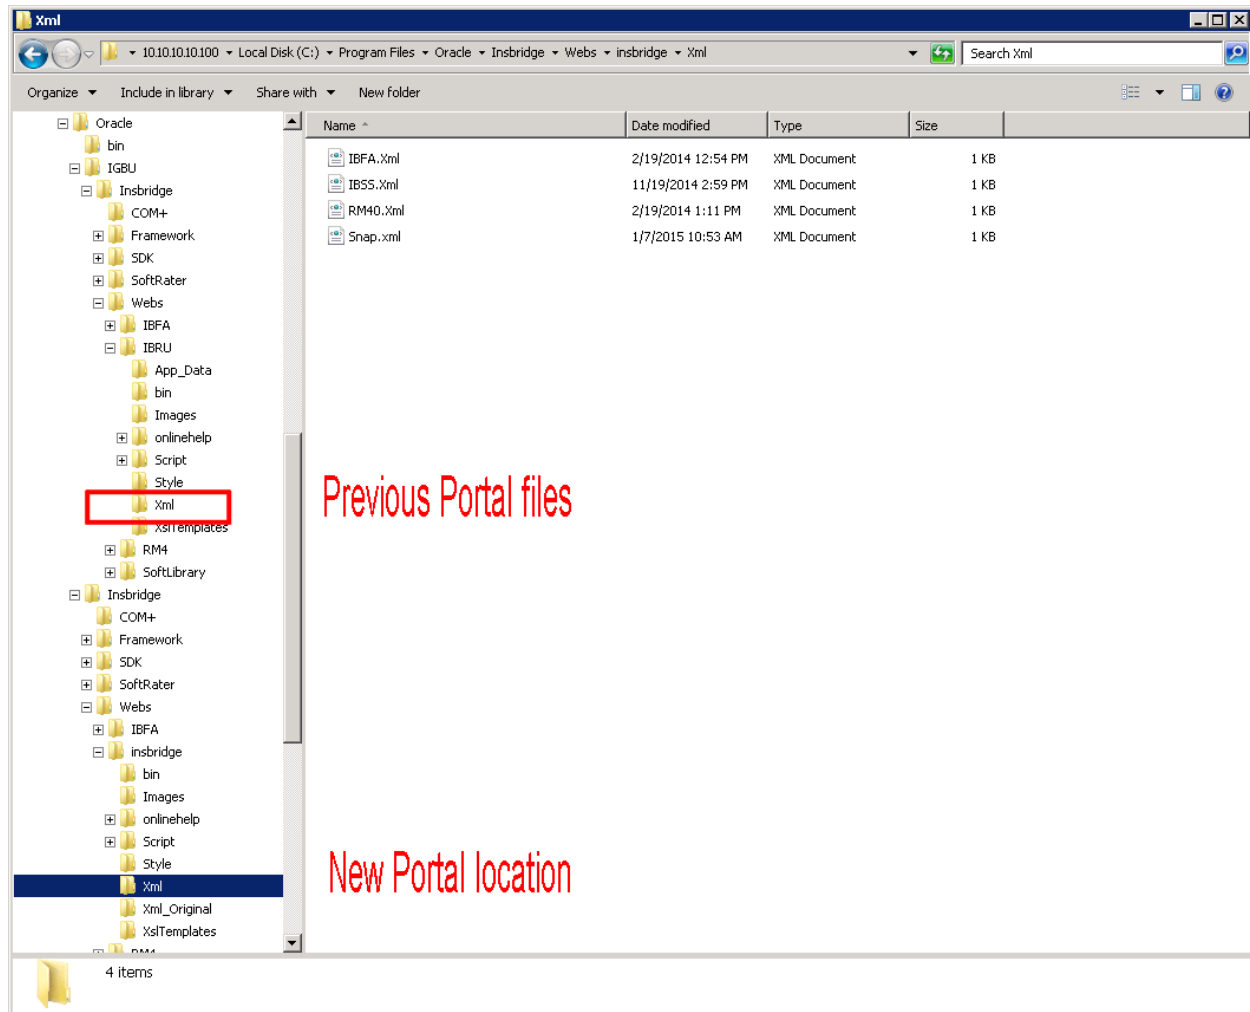 Xml
10.10.10.10.100 Local Disk (C:) Program Files Oracle Insbridge Webs insbridge Xml
Search Xml
Organize Include in library Share with New folder
Name Date modified Type Size
Oracle
bin
IGBU
Insbridge
COM+
Framework
SDK
SoftRater
Webs
IBFA
IBRU
App_Data
bin
Images
onlinehelp
Script
Style
Xml
XslTemplates
RM4
SoftLibrary
Insbridge
COM+
Framework
SDK
SoftRater
Webs
IBFA
insbridge
bin
Images
onlinehelp
Script
Style
Xml
Xml_Original
XslTemplates
RM4
IBFA.Xml 2/19/2014 12:54 PM XML Document 1 KB
IBSS.Xml 11/19/2014 2:59 PM XML Document 1 KB
RM40.Xml 2/19/2014 1:11 PM XML Document 1 KB
Snap.xml 1/7/2015 10:53 AM XML Document 1 KB
Previous Portal files
New Portal location
4 items